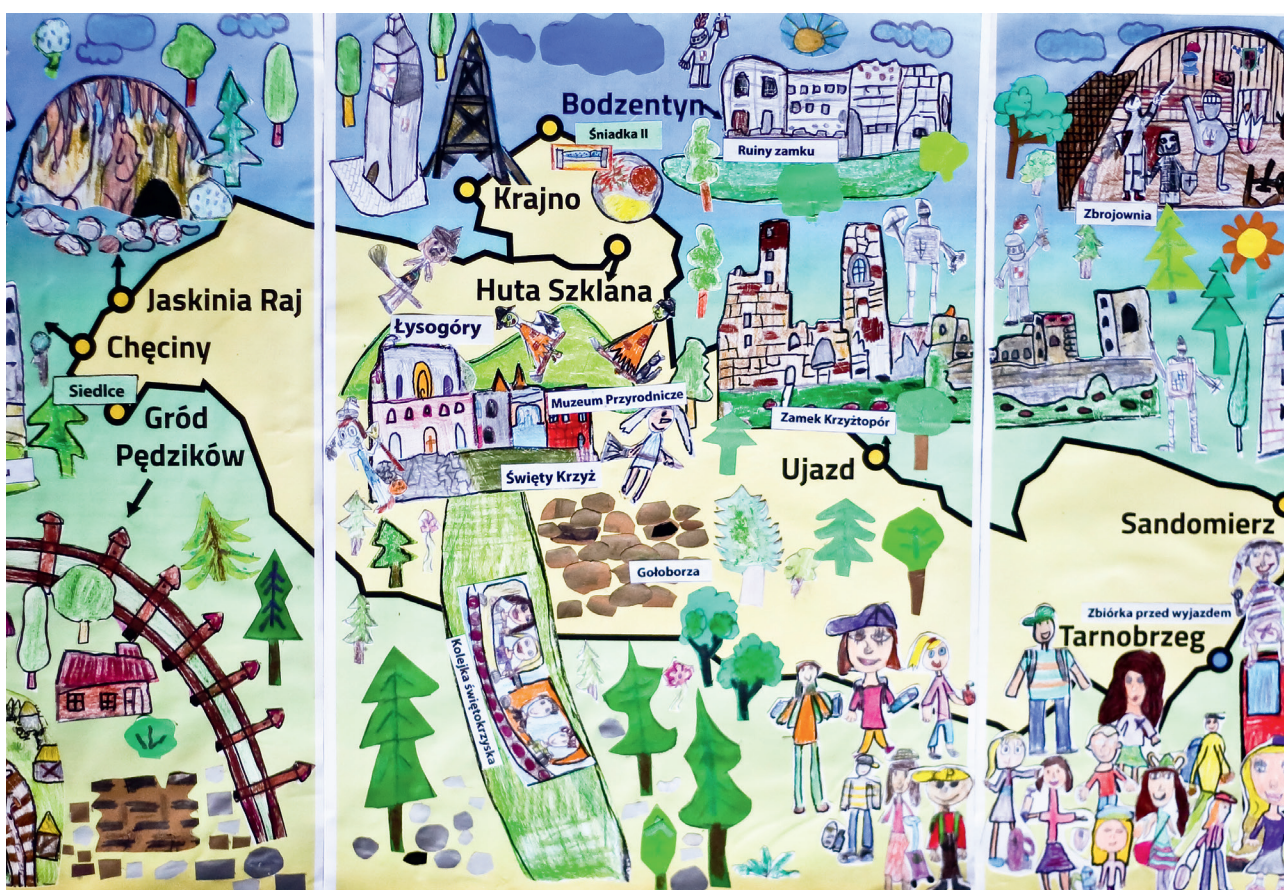 Jaskinia Raj
Chęciny
Siedlce
Gród
Pędzików
Bodzentyn
Śniadka II
Ruiny zamku
Krajno
Huta Szklana
Łysogóry
Muzeum Przyrodnicze
Święty Krzyż
Gołoborza
Kolejka świętokrzyska
Zamek Krzyżtopór
Ujazd
Zbrojownia
Sandomierz
Zbiórka przed wyjazdem
Tarnobrzeg